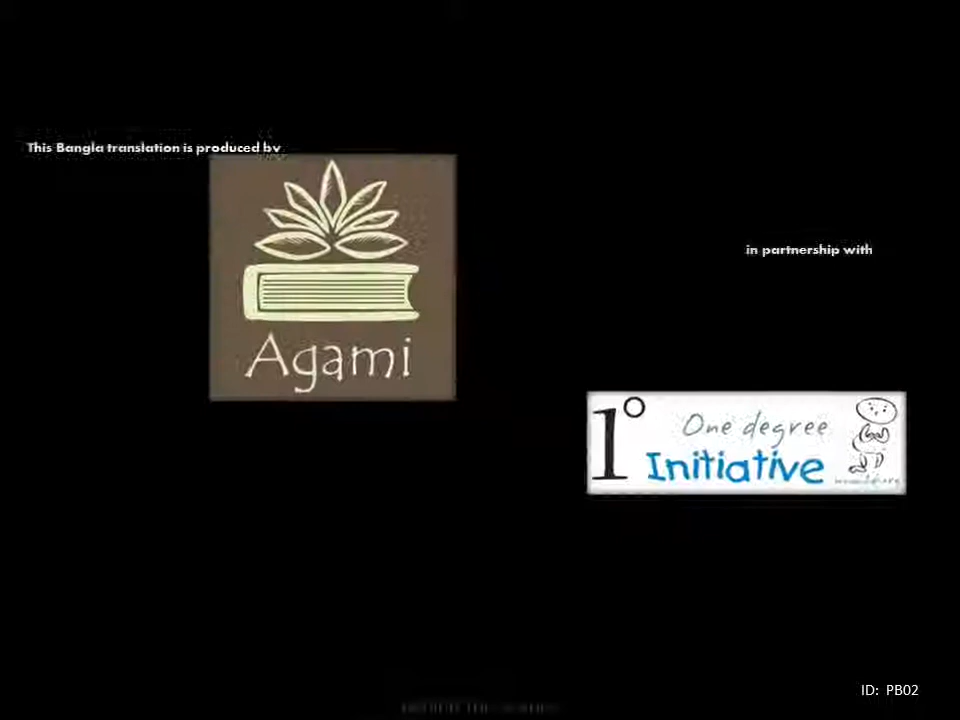 This Bangla translation is produced by
Agami
in partnership with
1°
One degree
Initiative
ID: PB02